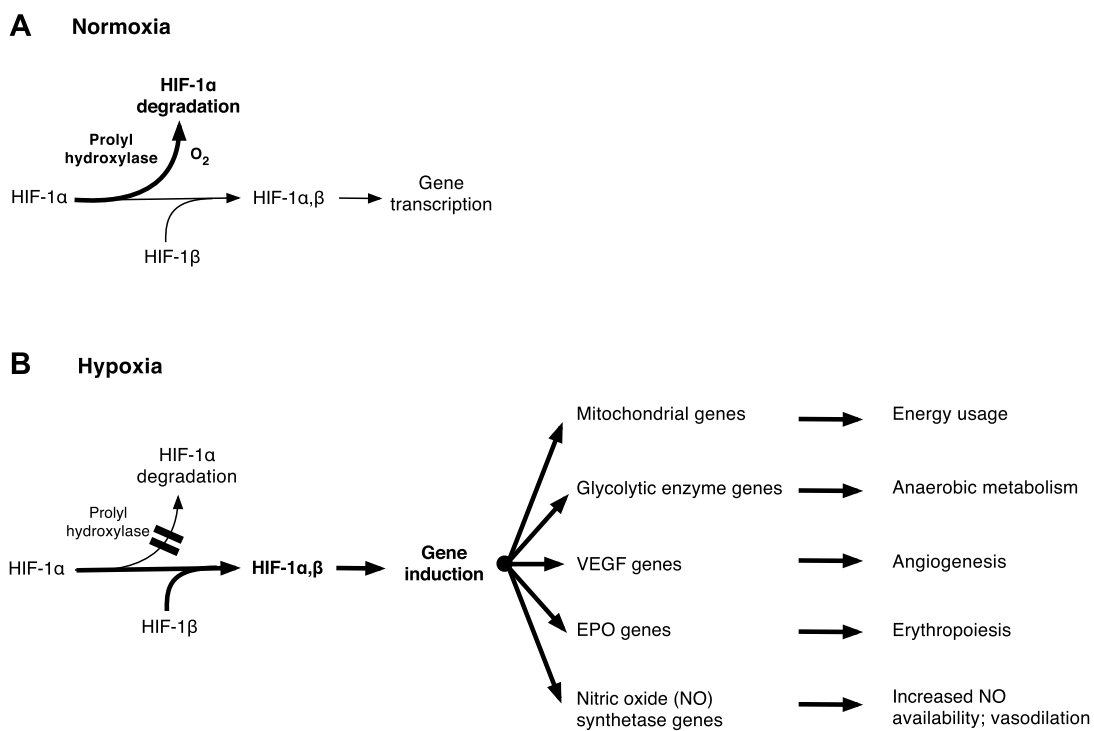 A Normoxia
HIF-1α
degradation
Prolyl
hydroxylase
O2
HIF-1α
HIF-1α,β
Gene
transcription
HIF-1β
B Hypoxia
HIF-1α
degradation
Prolyl
hydroxylase
HIF-1α
HIF-1β
HIF-1α,β
Gene
induction
Mitochondrial genes
Energy usage
Glycolytic enzyme genes
Anaerobic metabolism
VEGF genes
Angiogenesis
EPO genes
Erythropoiesis
Nitric oxide (NO)
synthetase genes
Increased NO
availability; vasodilation